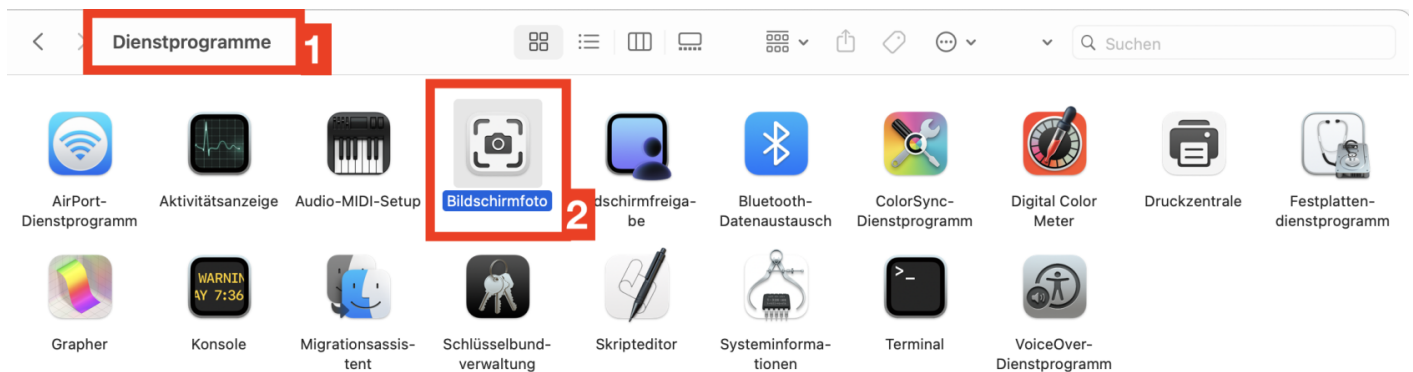 Dienstprogramme
1
Suchen
AirPort-
Dienstprogramm
Aktivitätsanzeige
Audio-MIDI-Setup
Bildschirmfoto
2
dschirmfreiga-
be
Bluetooth-
Datenaustausch
ColorSync-
Dienstprogramm
Digital Color
Meter
Druckzentrale
Festplatten-
dienstprogramm
WARNIN
AY 7:36
>_
Grapher
Konsole
Migrationsassis-
tent
Schlüsselbund-
verwaltung
Skripteditor
Systeminforma-
tionen
Terminal
VoiceOver-
Dienstprogramm